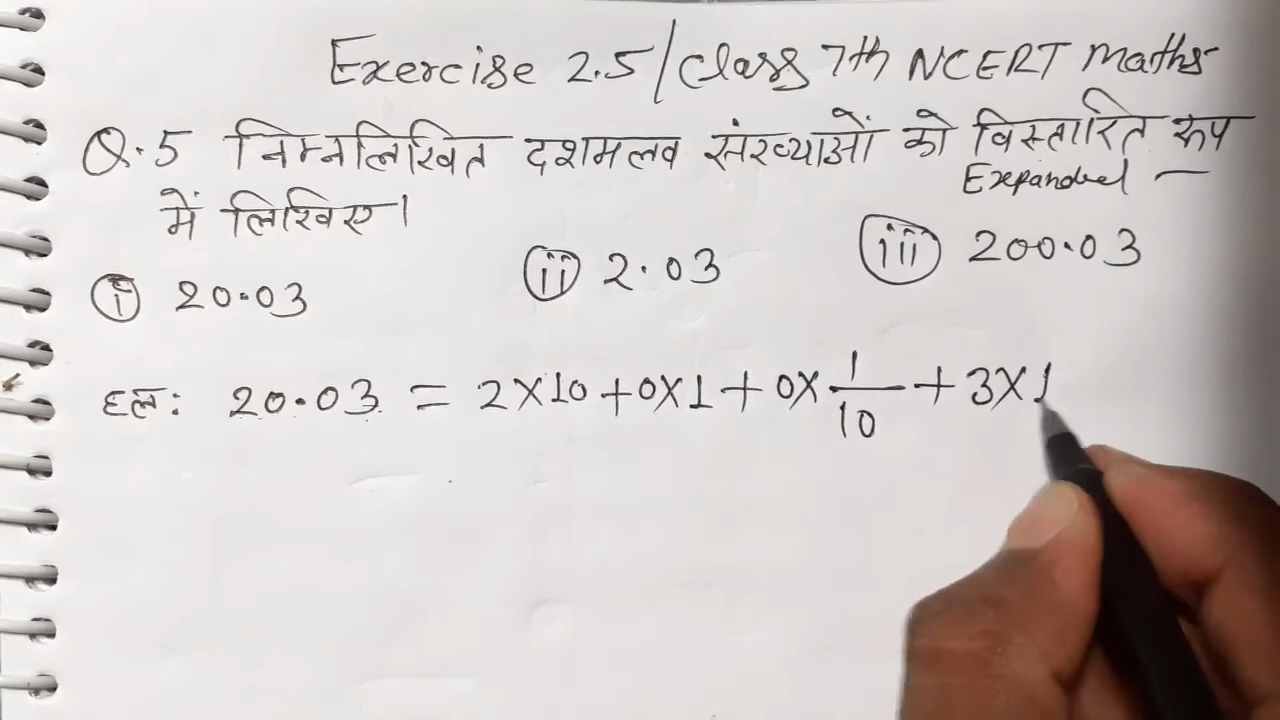 Exercise 2.5/Class 7th NCERT Maths
Q.5 निम्नलिखित दशमलव संख्याओं को विस्तारित रूप
Expanded —
में लिखिए।
(i) 20.03 (ii) 2.03 (iii) 200.03
हल: 20.03 = 2×10+0×1+0×1/10+3×1